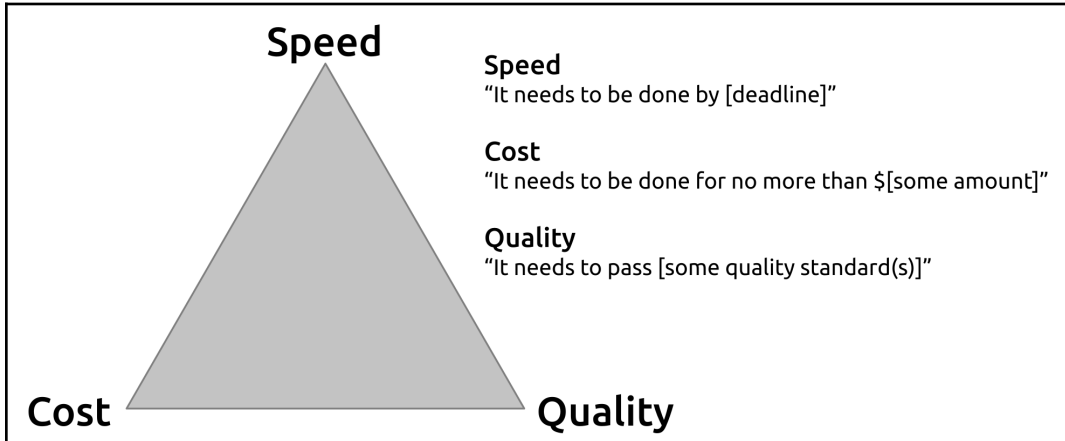 Speed
Speed
“It needs to be done by [deadline]”
Cost
“It needs to be done for no more than $[some amount]”
Quality
“It needs to pass [some quality standard(s)]”
Cost
Quality